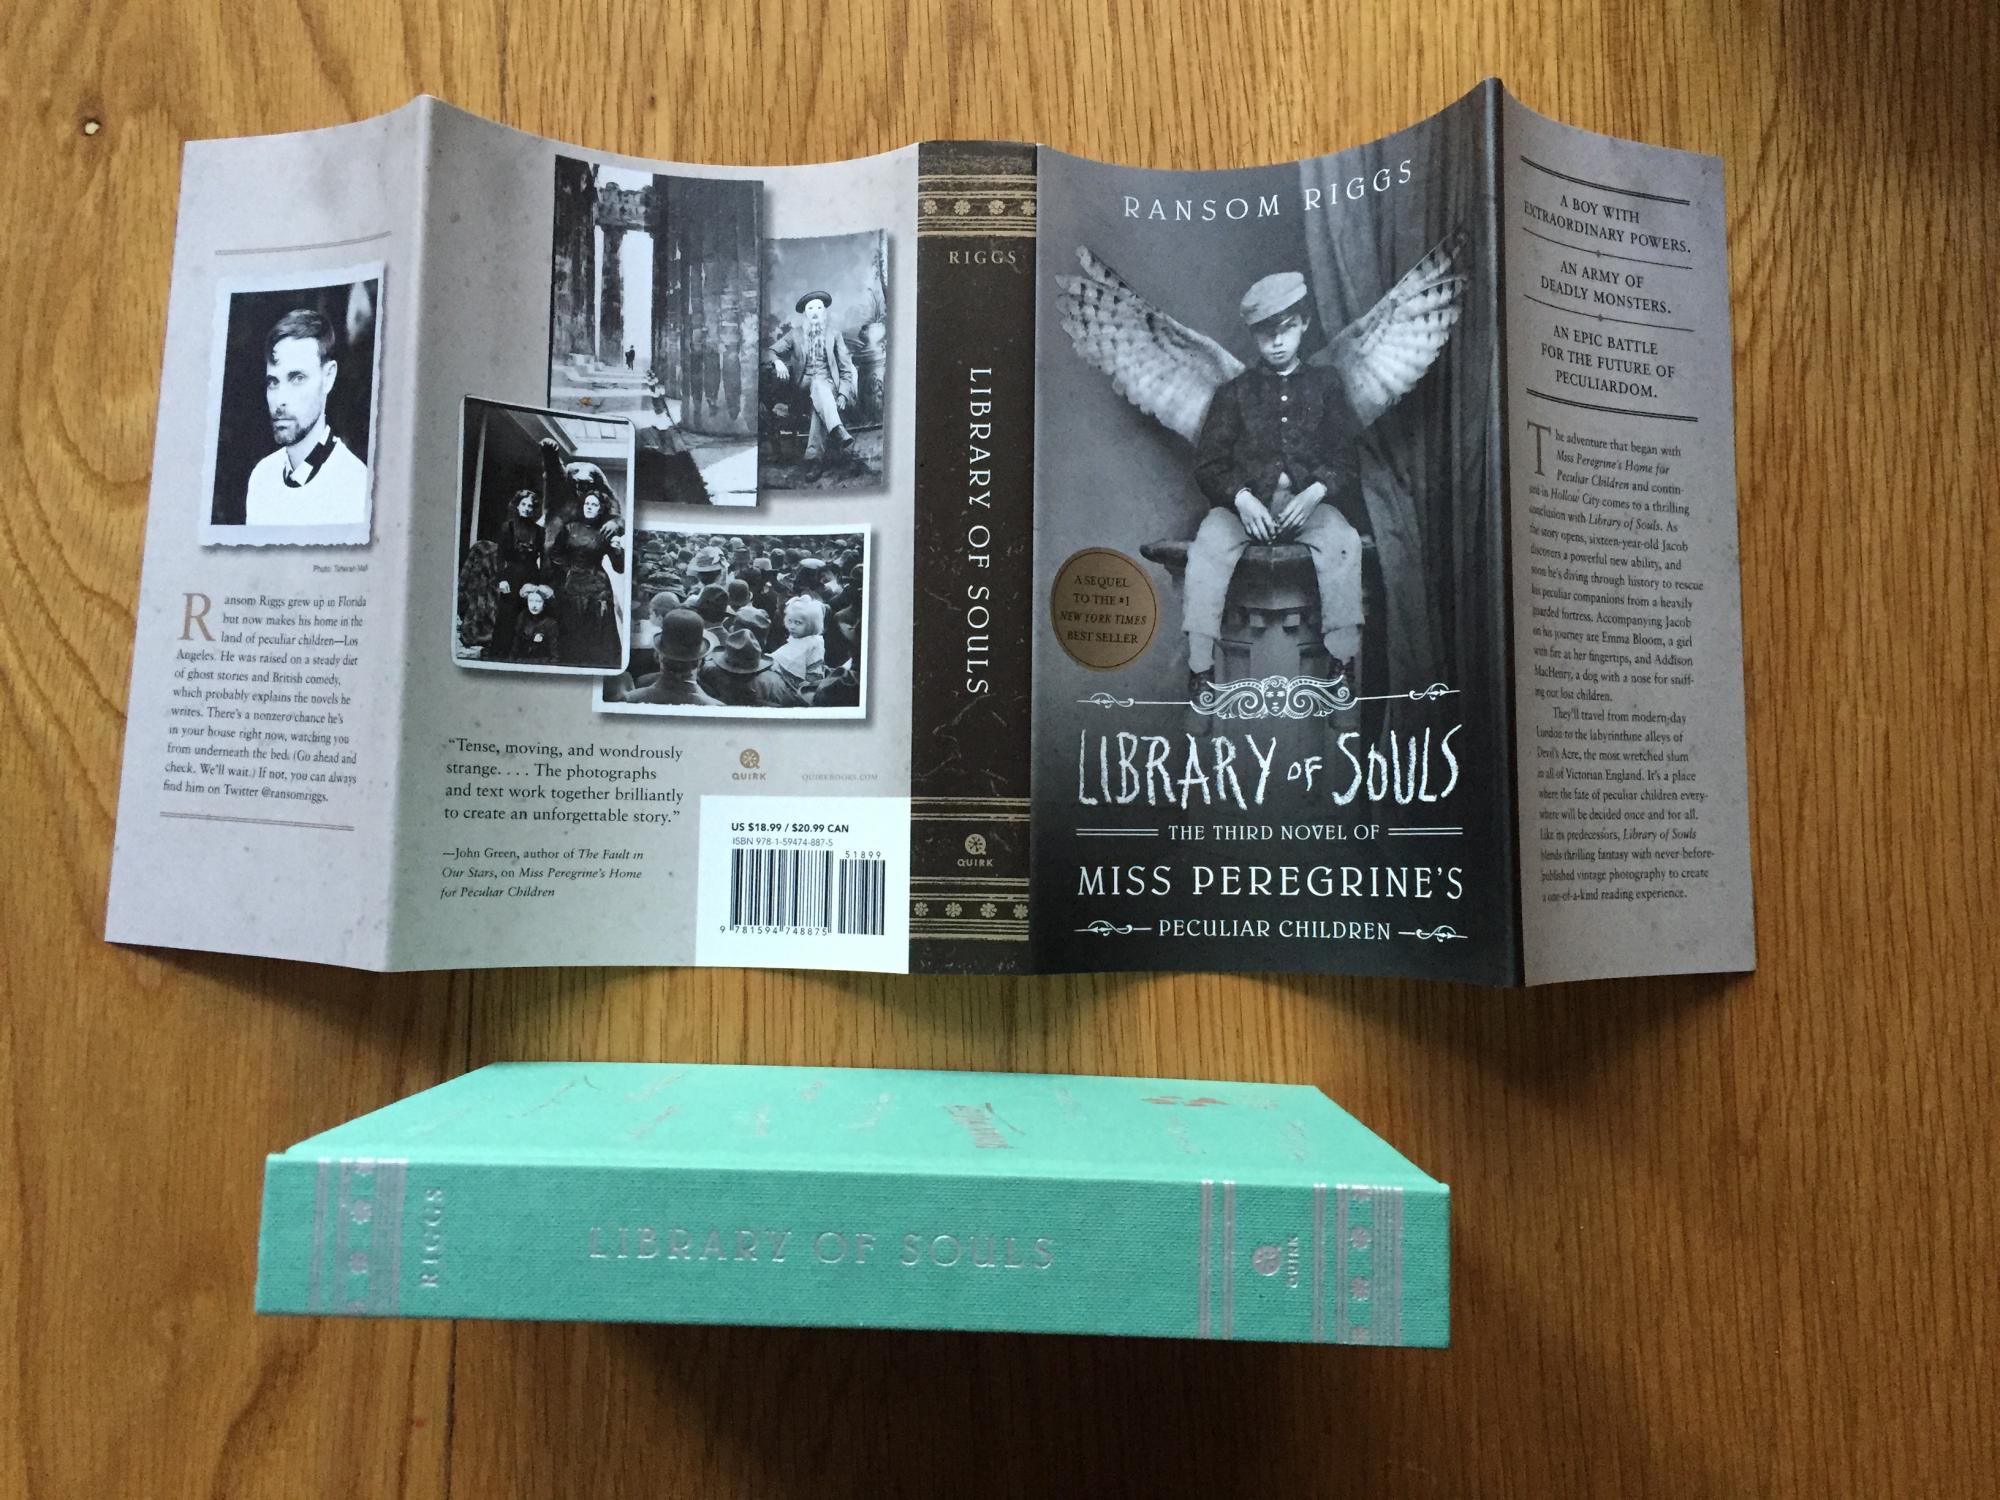 Photo: Tahereh Mafi
Ransom Riggs grew up in Florida
but now makes his home in the
land of peculiar children—Los
Angeles. He was raised on a steady diet
of ghost stories and British comedy,
which probably explains the novels he
writes. There's a nonzero chance he's
in your house right now, watching you
from underneath the bed. (Go ahead and
check. We'll wait.) If not, you can always
find him on Twitter @ransomriggs.
"Tense, moving, and wondrously
strange. . . . The photographs
and text work together brilliantly
to create an unforgettable story."
—John Green, author of The Fault in
Our Stars, on Miss Peregrine's Home
for Peculiar Children
QUIRK
QUIRKBOOKS.COM
US $18.99 / $20.99 CAN
ISBN 978-1-59474-887-5
51899
9 781594 748875
RIGGS
LIBRARY OF SOULS
QUIRK
RANSOM RIGGS
A SEQUEL
TO THE #1
NEW YORK TIMES
BEST SELLER
LIBRARY OF SOULS
THE THIRD NOVEL OF
MISS PEREGRINE'S
PECULIAR CHILDREN
A BOY WITH
EXTRAORDINARY POWERS.
AN ARMY OF
DEADLY MONSTERS.
AN EPIC BATTLE
FOR THE FUTURE OF
PECULIARDOM.
The adventure that began with
Miss Peregrine's Home for
Peculiar Children and contin-
ued in Hollow City comes to a thrilling
conclusion with Library of Souls. As
the story opens, sixteen-year-old Jacob
discovers a powerful new ability, and
soon he's diving through history to rescue
his peculiar companions from a heavily
guarded fortress. Accompanying Jacob
on his journey are Emma Bloom, a girl
with fire at her fingertips, and Addison
MacHenry, a dog with a nose for sniff-
ing out lost children.
They'll travel from modern-day
London to the labyrinthine alleys of
Devil's Acre, the most wretched slum
in all of Victorian England. It's a place
where the fate of peculiar children every-
where will be decided once and for all.
Like its predecessors, Library of Souls
blends thrilling fantasy with never-before-
published vintage photography to create
a one-of-a-kind reading experience.
RIGGS
LIBRARY OF SOULS
QUIRK